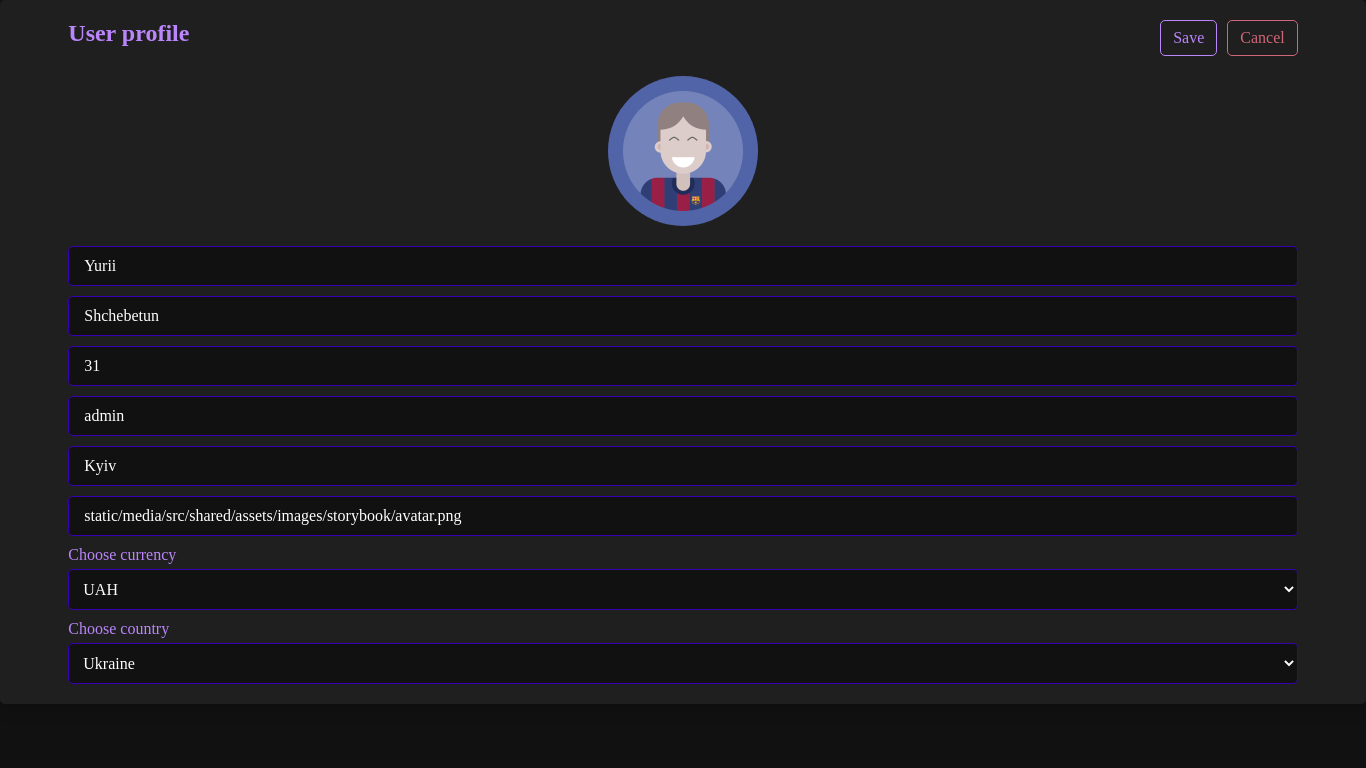 User profile
Save
Cancel
Yurii
Shchebetun
31
admin
Kyiv
static/media/src/shared/assets/images/storybook/avatar.png
Choose currency
UAH
Choose country
Ukraine